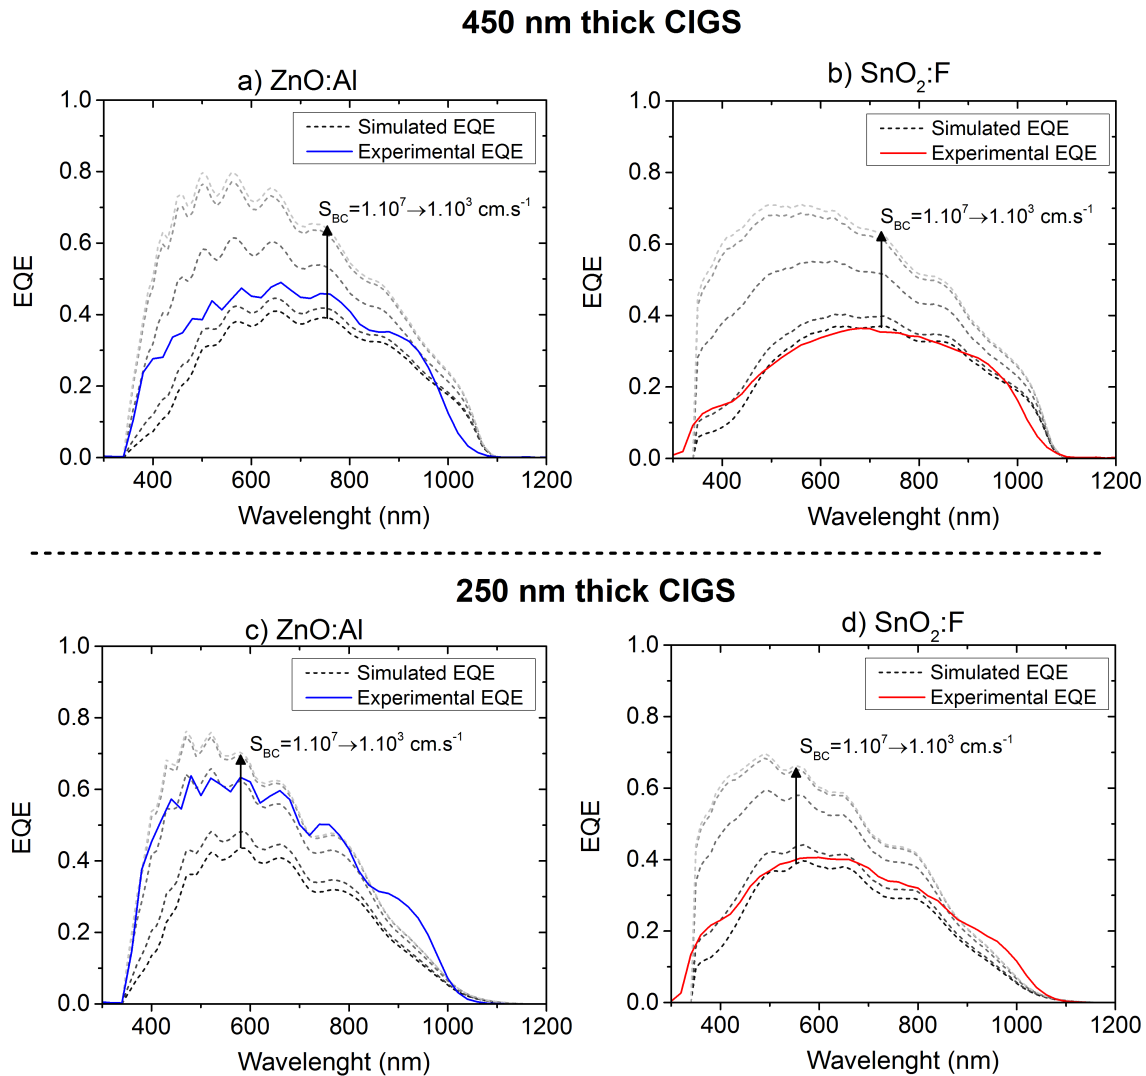 450 nm thick CIGS
a) ZnO:Al
1.0
0.8
0.6
0.4
0.2
0.0
EQE
Simulated EQE
Experimental EQE
S_BC=1.10^7→1.10^3 cm.s^-1
400 600 800 1000 1200
Wavelenght (nm)
b) SnO₂:F
1.0
0.8
0.6
0.4
0.2
0.0
EQE
Simulated EQE
Experimental EQE
S_BC=1.10^7→1.10^3 cm.s^-1
400 600 800 1000 1200
Wavelenght (nm)
250 nm thick CIGS
c) ZnO:Al
1.0
0.8
0.6
0.4
0.2
0.0
EQE
Simulated EQE
Experimental EQE
S_BC=1.10^7→1.10^3 cm.s^-1
400 600 800 1000 1200
Wavelenght (nm)
d) SnO₂:F
1.0
0.8
0.6
0.4
0.2
0.0
EQE
Simulated EQE
Experimental EQE
S_BC=1.10^7→1.10^3 cm.s^-1
400 600 800 1000 1200
Wavelenght (nm)